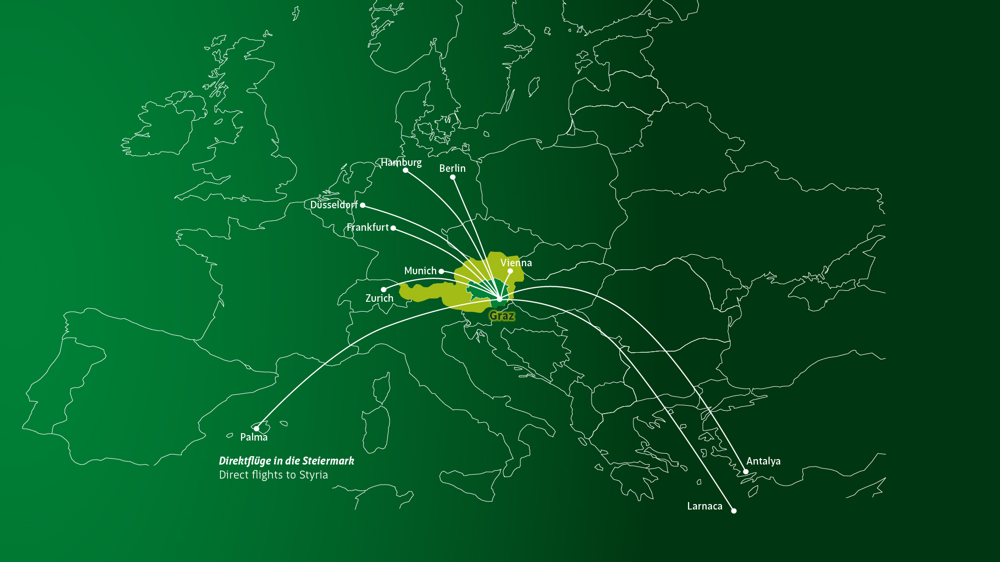 Hamburg
Berlin
Düsseldorf
Frankfurt
Vienna
Munich
Zurich
Graz
Palma
Direktflüge in die Steiermark
Direct flights to Styria
Antalya
Larnaca